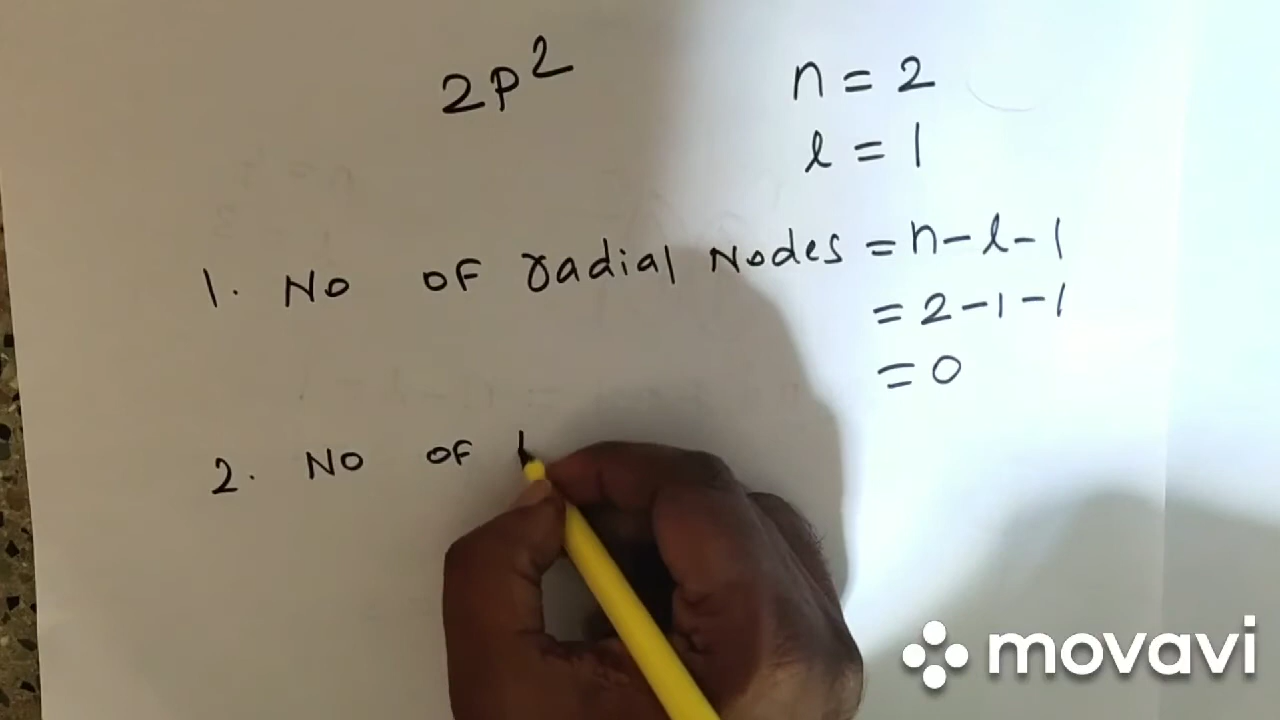 2p²
n = 2
l = 1
1. No of radial Nodes = n - l - 1
= 2 - 1 - 1
= 0
2. No of
movavi